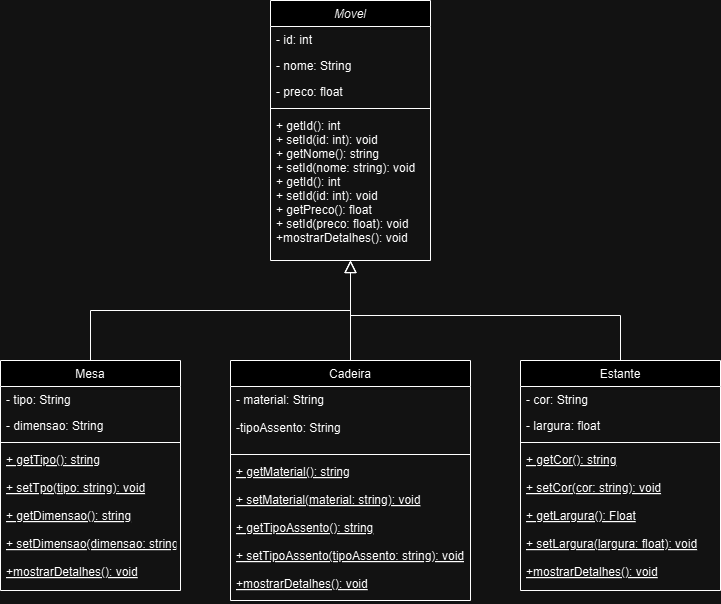 Movel
- id: int
- nome: String
- preco: float
+ getId(): int
+ setId(id: int): void
+ getNome(): string
+ setId(nome: string): void
+ getId(): int
+ setId(id: int): void
+ getPreco(): float
+ setId(preco: float): void
+mostrarDetalhes(): void
Mesa
- tipo: String
- dimensao: String
+ getTipo(): string
+ setTpo(tipo: string): void
+ getDimensao(): string
+ setDimensao(dimensao: string
+mostrarDetalhes(): void
Cadeira
- material: String
-tipoAssento: String
+ getMaterial(): string
+ setMaterial(material: string): void
+ getTipoAssento(): string
+ setTipoAssento(tipoAssento: string): void
+mostrarDetalhes(): void
Estante
- cor: String
- largura: float
+ getCor(): string
+ setCor(cor: string): void
+ getLargura(): Float
+ setLargura(largura: float): void
+mostrarDetalhes(): void